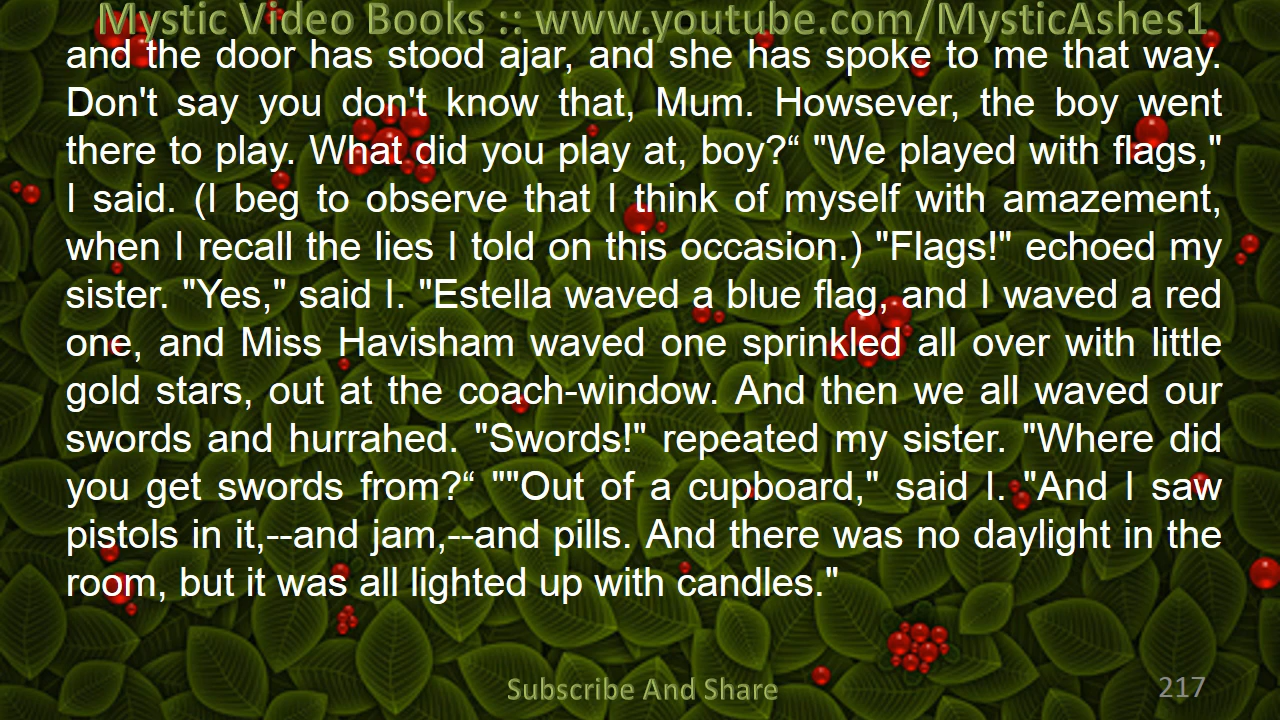 Mystic Video Books :: www.youtube.com/MysticAshes1
and the door has stood ajar, and she has spoke to me that way.
Don't say you don't know that, Mum. Howsever, the boy went
there to play. What did you play at, boy?“ "We played with flags,"
I said. (I beg to observe that I think of myself with amazement,
when I recall the lies I told on this occasion.) "Flags!" echoed my
sister. "Yes," said I. "Estella waved a blue flag, and I waved a red
one, and Miss Havisham waved one sprinkled all over with little
gold stars, out at the coach-window. And then we all waved our
swords and hurrahed. "Swords!" repeated my sister. "Where did
you get swords from?“ ""Out of a cupboard," said I. "And I saw
pistols in it,--and jam,--and pills. And there was no daylight in the
room, but it was all lighted up with candles."
Subscribe And Share
217